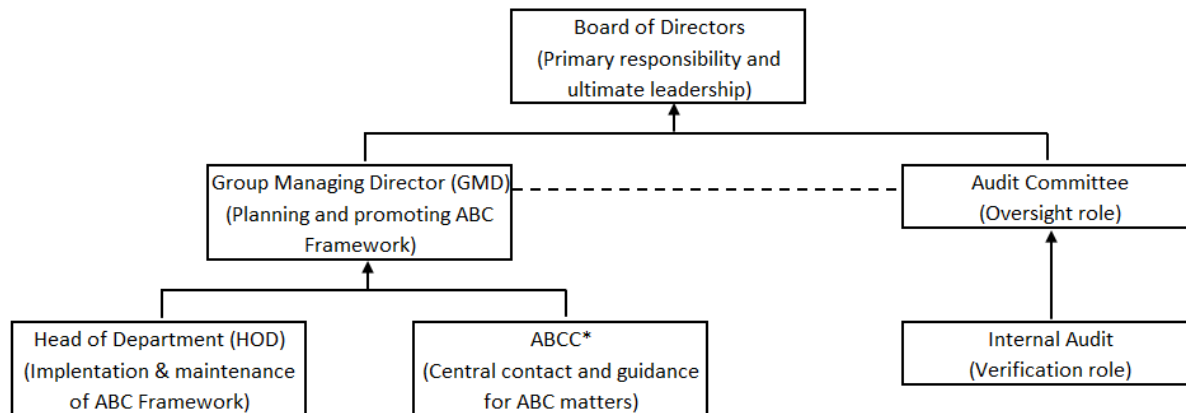 Board of Directors
(Primary responsibility and
ultimate leadership)
Group Managing Director (GMD)
(Planning and promoting ABC
Framework)
Audit Committee
(Oversight role)
Head of Department (HOD)
(Implentation & maintenance
of ABC Framework)
ABCC*
(Central contact and guidance
for ABC matters)
Internal Audit
(Verification role)